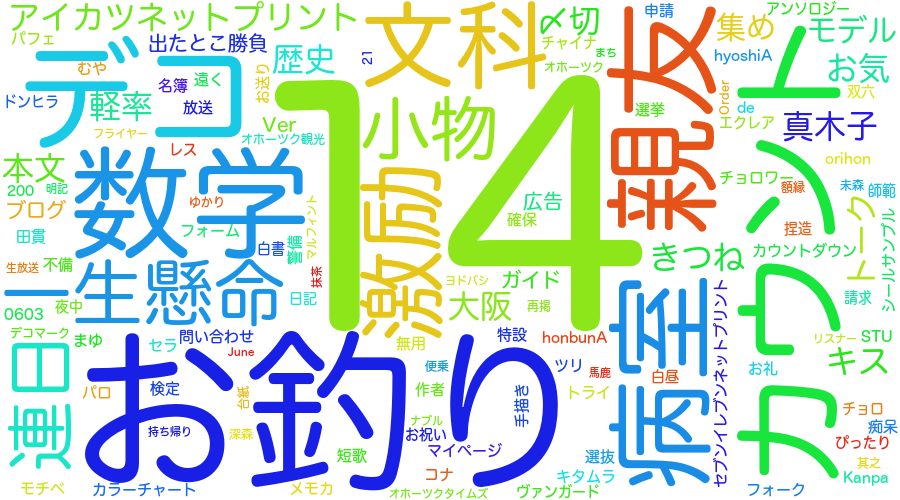 アイカツネットプリント
パフェ
むや
ドンヒラ
デコ
出たとこ勝負
名簿
遠く
放送
軽率
フライヤー
お送り
歴史
21
Ver
オホーツク観光
レス
文科
14
小物
〆切
チャイナ
まち
オホーツク
申請
選挙
親友
集め
hyoshiA
Order
de
エクレア
アンソロジー
モデル
お気
双六
真木子
orihon
本文
200
明記
ブログ
田貫
生放送
不備
数学
ゆかり
フォーム
白書
警備
マルフィント
抹茶
日記
激励
広告
確保
ヨドバシ
ガイド
大阪
再掲
きつね
チョロワー
額縁
捏造
未森
師範
カウントダウン
トーク
シールサンプル
カウント
請求
一生懸命
0603
夜中
デコマーク
まゆ
問い合わせ
セラ
June
連日
パロ
検定
持ち帰り
台紙
深森
モチベ
カラーチャート
お釣り
メモカ
無用
特設
便乗
作者
手描き
ナブル
お祝い
マイページ
短歌
コナ
オホーツクタイムズ
ヴァンガード
honbunA
ツリ
馬鹿
トライ
選抜
キタムラ
病室
白昼
セブンイレブンネットプリント
お礼
リスナー
STU
キス
チョロ
痴呆
ぴったり
其之
Kanpa
フォーク